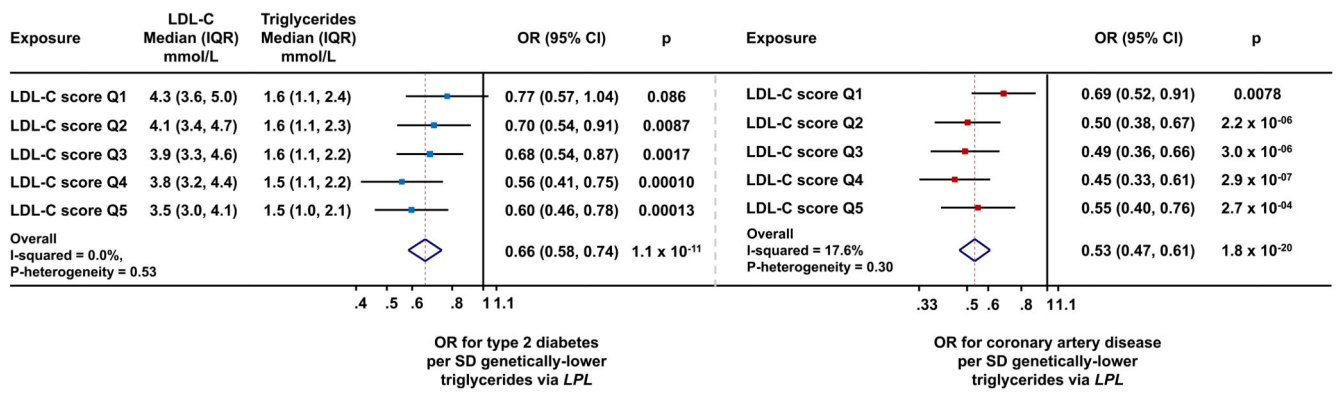 Exposure LDL-C Median (IQR) mmol/L Triglycerides Median (IQR) mmol/L OR (95% CI) p Exposure OR (95% CI) p
LDL-C score Q1 4.3 (3.6, 5.0) 1.6 (1.1, 2.4) 0.77 (0.57, 1.04) 0.086 LDL-C score Q1 0.69 (0.52, 0.91) 0.0078
LDL-C score Q2 4.1 (3.4, 4.7) 1.6 (1.1, 2.3) 0.70 (0.54, 0.91) 0.0087 LDL-C score Q2 0.50 (0.38, 0.67) 2.2 x 10-06
LDL-C score Q3 3.9 (3.3, 4.6) 1.6 (1.1, 2.2) 0.68 (0.54, 0.87) 0.0017 LDL-C score Q3 0.49 (0.36, 0.66) 3.0 x 10-06
LDL-C score Q4 3.8 (3.2, 4.4) 1.5 (1.1, 2.2) 0.56 (0.41, 0.75) 0.00010 LDL-C score Q4 0.45 (0.33, 0.61) 2.9 x 10-07
LDL-C score Q5 3.5 (3.0, 4.1) 1.5 (1.0, 2.1) 0.60 (0.46, 0.78) 0.00013 LDL-C score Q5 0.55 (0.40, 0.76) 2.7 x 10-04
Overall
I-squared = 0.0%, 0.66 (0.58, 0.74) 1.1 x 10-11
P-heterogeneity = 0.53
Overall
I-squared = 17.6% 0.53 (0.47, 0.61) 1.8 x 10-20
P-heterogeneity = 0.30
.4 .5 .6 .8 1 1.1
.33 .5 .6 .8 1 1.1
OR for type 2 diabetes
per SD genetically-lower
triglycerides via LPL
OR for coronary artery disease
per SD genetically-lower
triglycerides via LPL